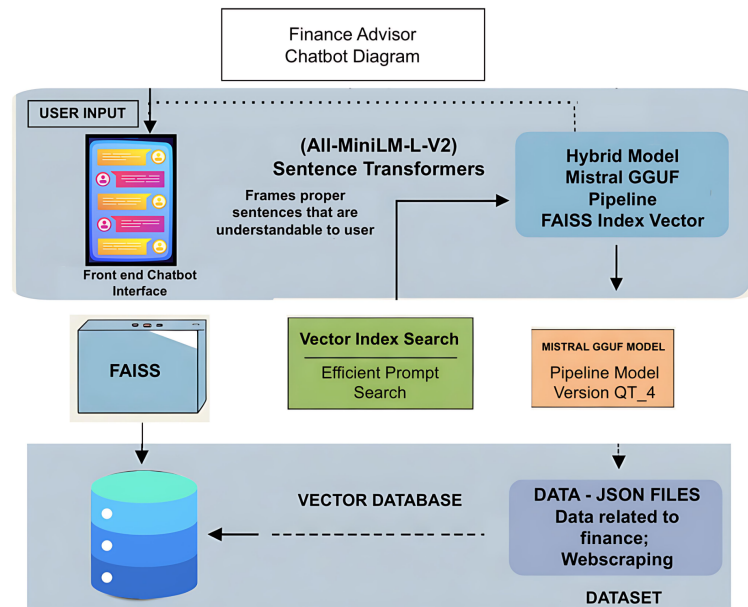 Finance Advisor
Chatbot Diagram
USER INPUT
(All-MiniLM-L-V2)
Sentence Transformers
Frames proper
sentences that are
understandable to user
Hybrid Model
Mistral GGUF
Pipeline
FAISS Index Vector
Front end Chatbot
Interface
FAISS
Vector Index Search
Efficient Prompt
Search
MISTRAL GGUF MODEL
Pipeline Model
Version QT_4
VECTOR DATABASE
DATA - JSON FILES
Data related to
finance;
Webscraping
DATASET